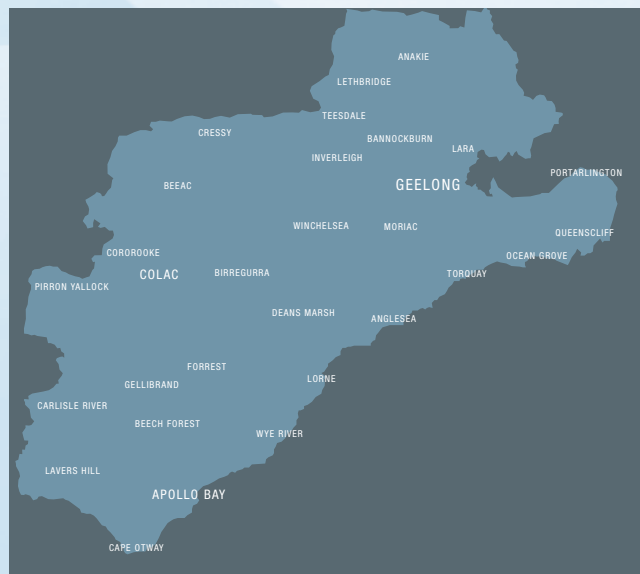 ANAKIE
LETHBRIDGE
TEESDALE
CRESSY
BANNOCKBURN
LARA
INVERLEIGH
PORTARLINGTON
BEEAC
GEELONG
WINCHELSEA
MORIAC
QUEENSCLIFF
COROROOKE
OCEAN GROVE
COLAC
BIRREGURRA
TORQUAY
PIRRON YALLOCK
DEANS MARSH
ANGLESEA
FORREST
LORNE
GELLIBRAND
CARLISLE RIVER
BEECH FOREST
WYE RIVER
LAVERS HILL
APOLLO BAY
CAPE OTWAY